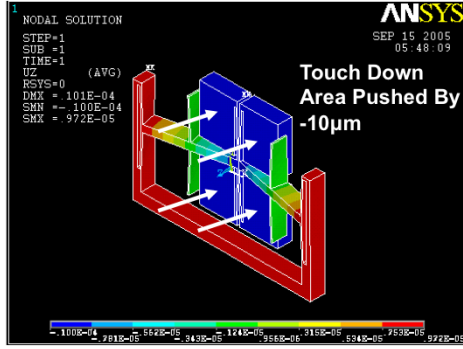 1
NODAL SOLUTION
ANSYS
STEP=1
SUB =1
TIME=1
UZ (AVG)
RSYS=0
DMX =.101E-04
SMN =-.100E-04
SMX =.972E-05
SEP 15 2005
05:48:09
Touch Down
Area Pushed By
-10µm
MX
Z
-.100E-04 -.562E-05 -.124E-05 .315E-05 .753E-05
-.781E-05 -.343E-05 .956E-06 .534E-05 .972E-05